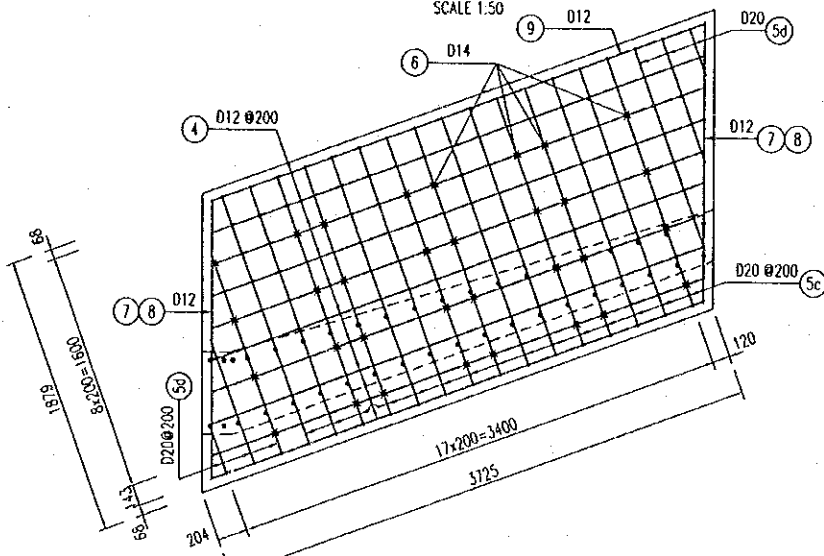 SCALE 1:50
9 D12
D20 5d
6 D14
4 D12 @200
D12 7 8
D20 @200 5c
7 8 D12
5d
D20@200
68
8x200=1600
1879
143
68
120
17x200=3400
3725
204